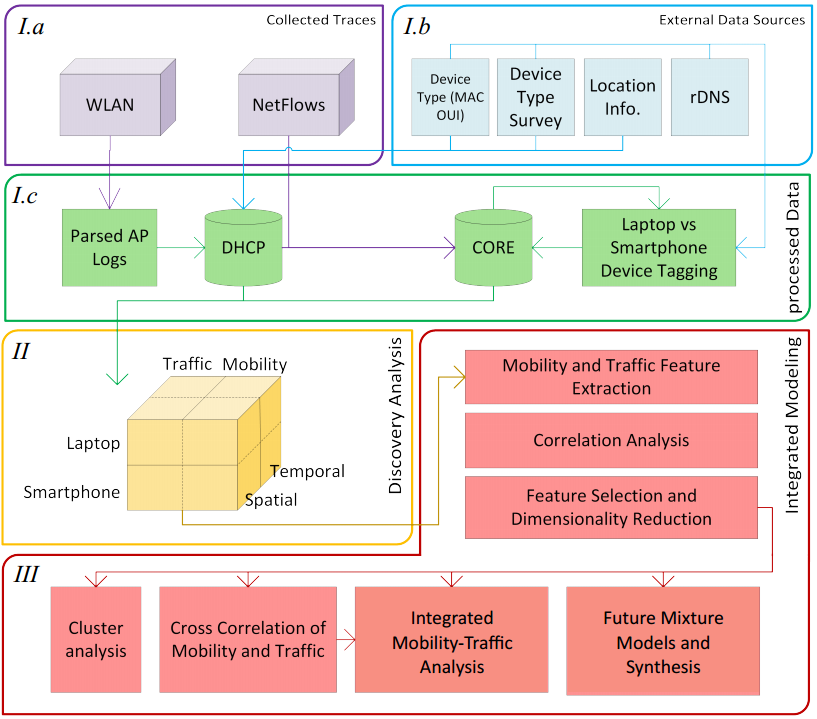 I.a
Collected Traces
WLAN
NetFlows
I.b
External Data Sources
Device
Type (MAC
OUI)
Device
Type
Survey
Location
Info.
rDNS
I.c
Parsed AP
Logs
DHCP
CORE
Laptop vs
Smartphone
Device Tagging
processed Data
II
Traffic
Mobility
Laptop
Smartphone
Temporal
Spatial
Discovery Analysis
Mobility and Traffic Feature
Extraction
Correlation Analysis
Feature Selection and
Dimensionality Reduction
Integrated Modeling
III
Cluster
analysis
Cross Correlation of
Mobility and Traffic
Integrated
Mobility-Traffic
Analysis
Future Mixture
Models and
Synthesis